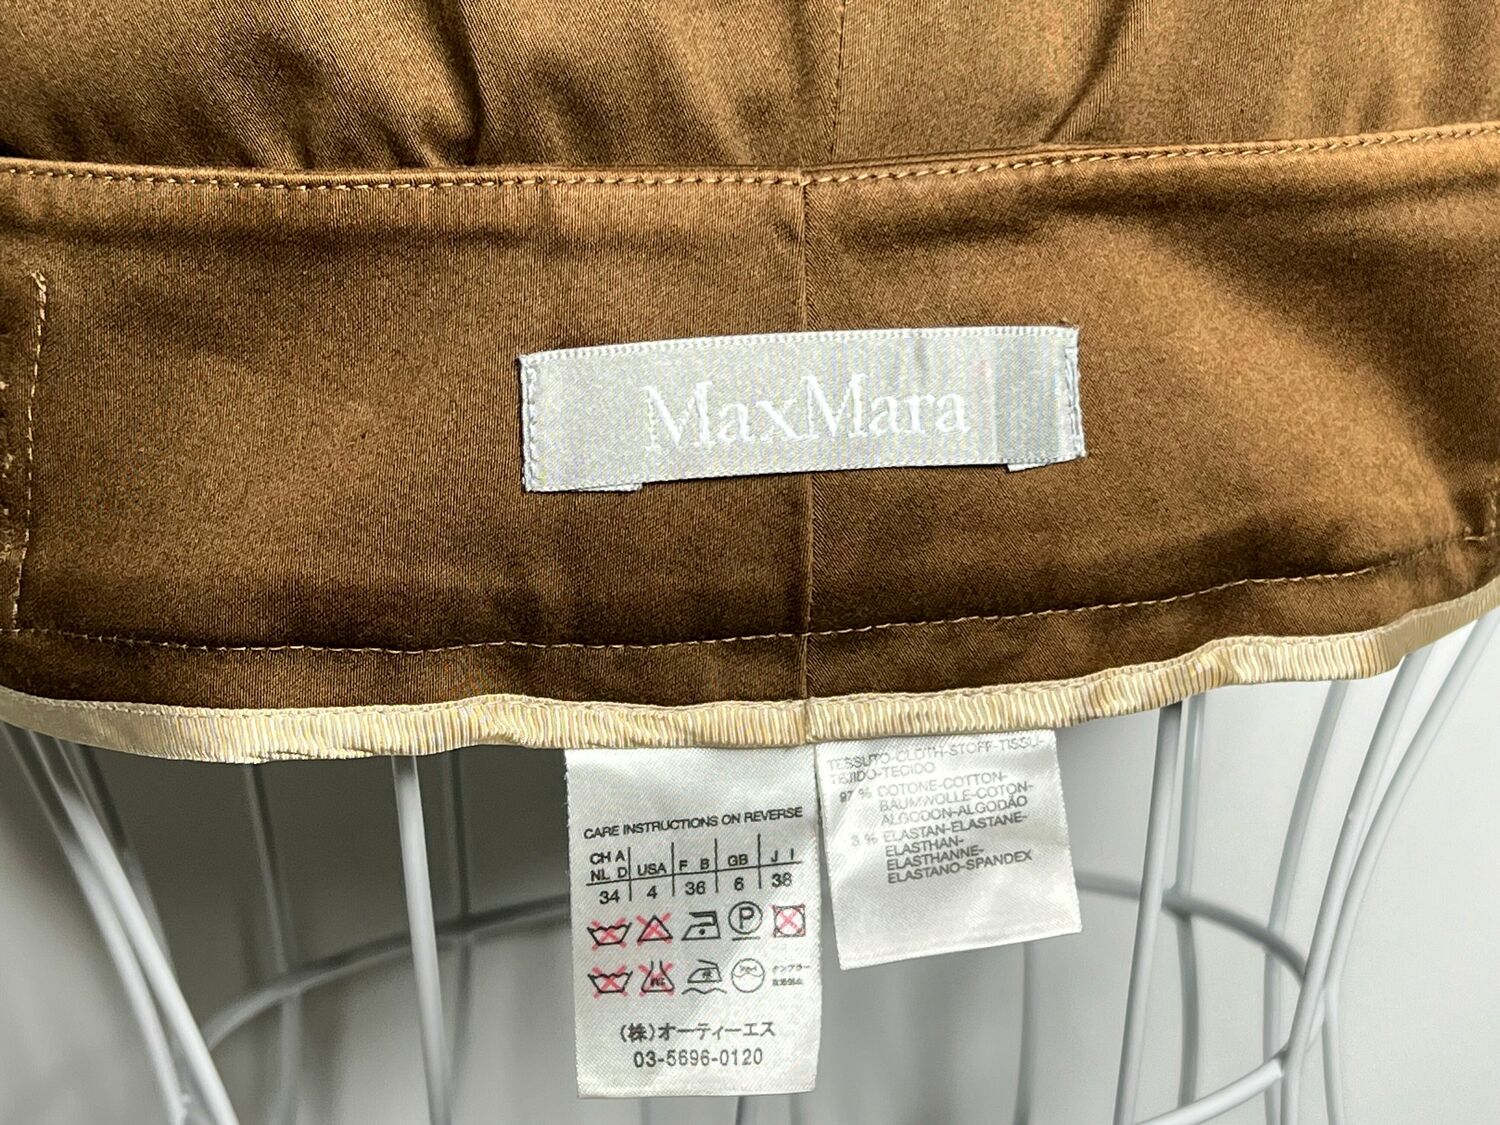 MaxMara
CARE INSTRUCTIONS ON REVERSE
CH A USA F B GB J I
NL D
34 4 36 6 38
P
(株)オーティーエス
03-5696-0120
TESSUTO-CLOTH-STOFF-TISSU-
TEJIDO-TECIDO
97 % COTONE-COTTON-
BAUMWOLLE-COTON-
ALGODON-ALGODÃO
3 % ELASTAN-ELASTANE-
ELASTHAN-
ELASTHANNE-
ELASTANO-SPANDEX